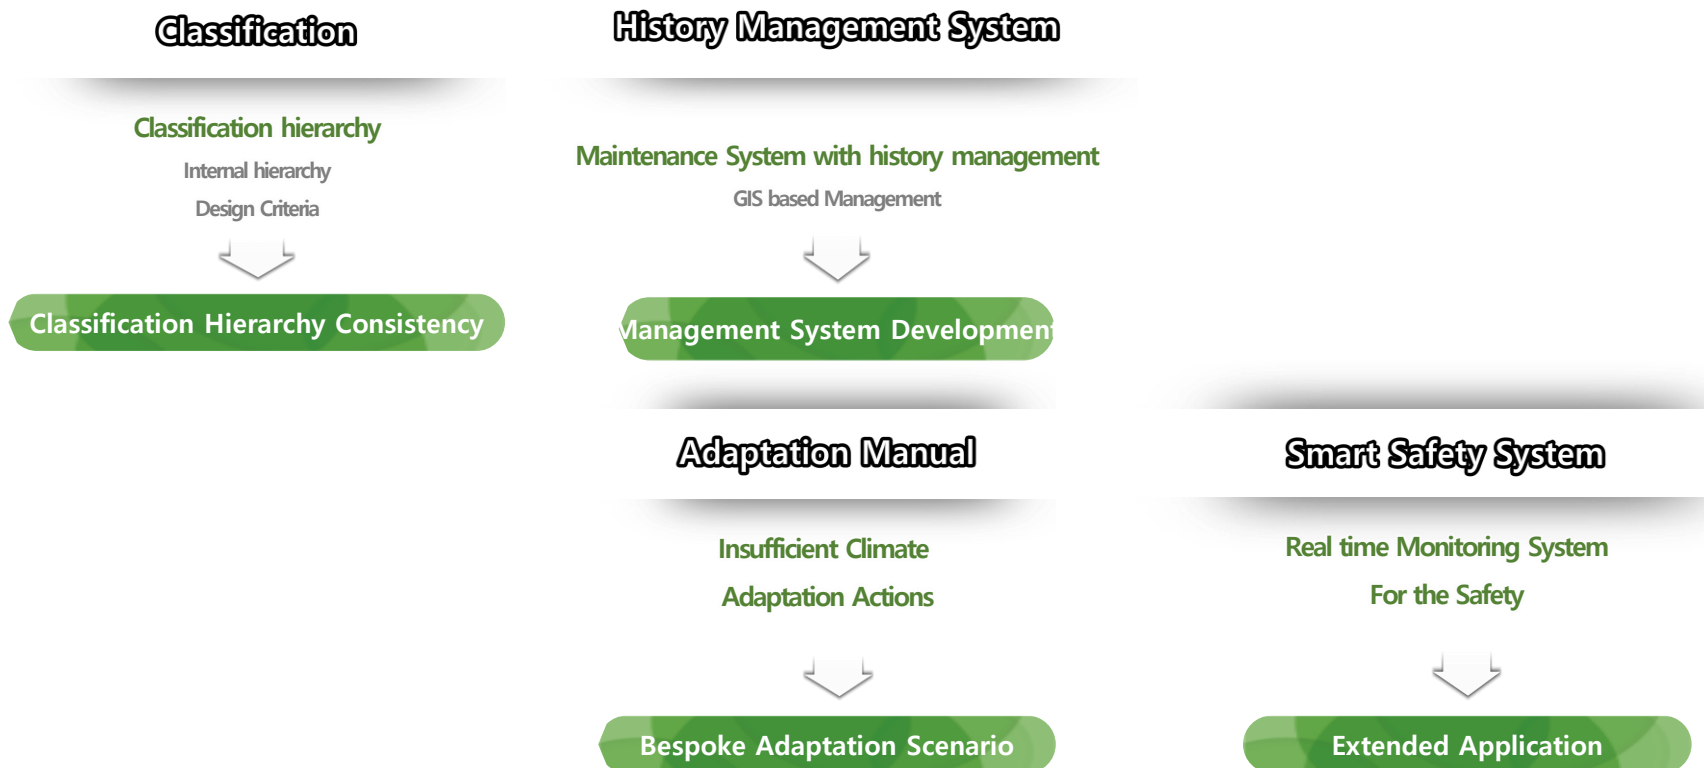 Classification
Classification hierarchy
Internal hierarchy
Design Criteria
Classification Hierarchy Consistency
History Management System
Maintenance System with history management
GIS based Management
Management System Development
Adaptation Manual
Insufficient Climate
Adaptation Actions
Bespoke Adaptation Scenario
Smart Safety System
Real time Monitoring System
For the Safety
Extended Application